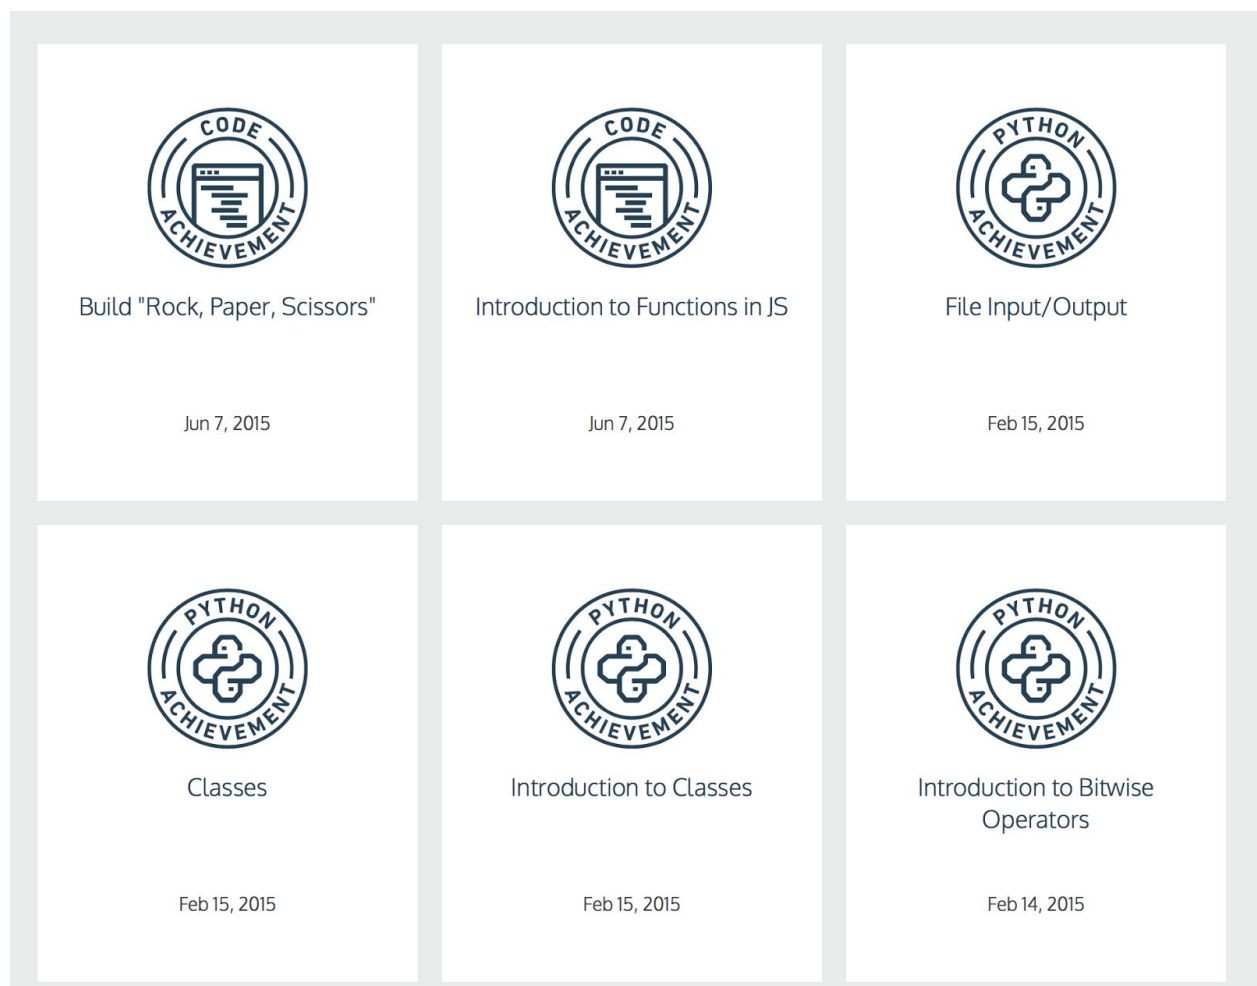 CODE
ACHIEVEMENT
Build "Rock, Paper, Scissors"
Jun 7, 2015
CODE
ACHIEVEMENT
Introduction to Functions in JS
Jun 7, 2015
PYTHON
ACHIEVEMENT
File Input/Output
Feb 15, 2015
PYTHON
ACHIEVEMENT
Classes
Feb 15, 2015
PYTHON
ACHIEVEMENT
Introduction to Classes
Feb 15, 2015
PYTHON
ACHIEVEMENT
Introduction to Bitwise
Operators
Feb 14, 2015